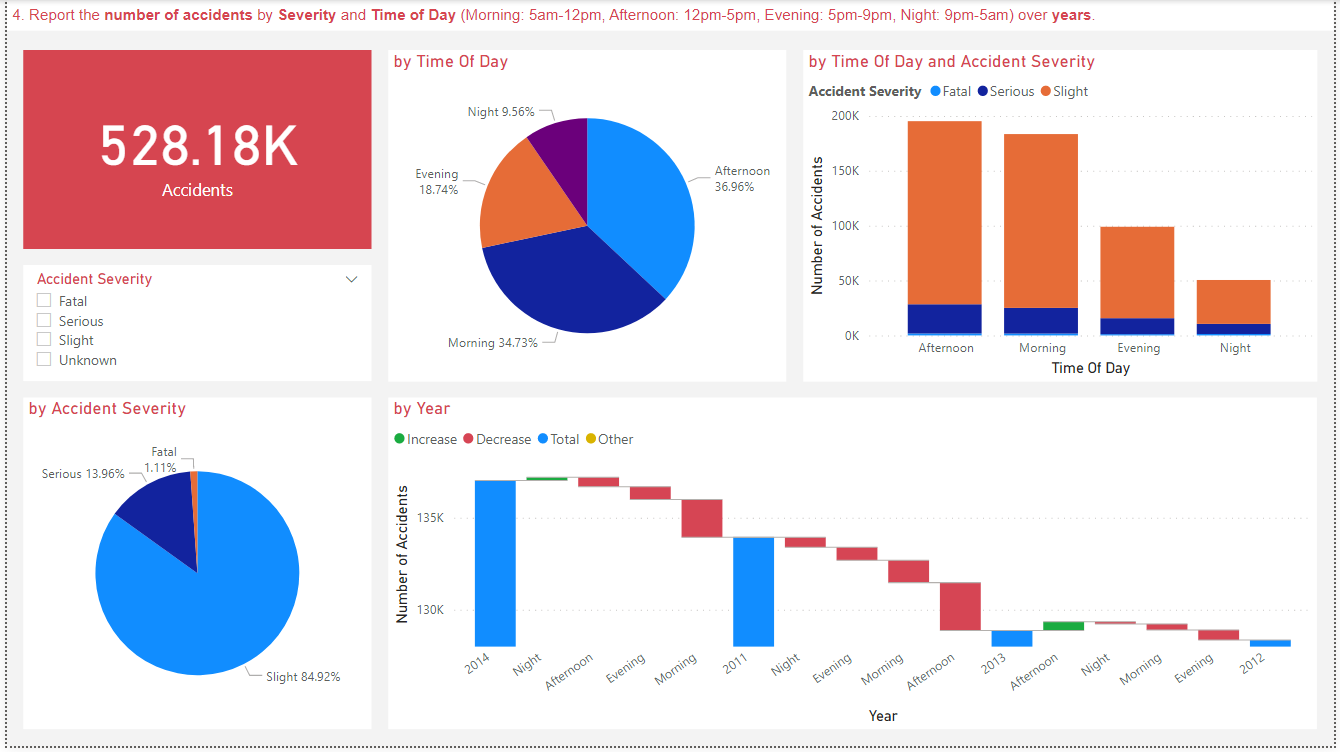 4. Report the number of accidents by Severity and Time of Day (Morning: 5am-12pm, Afternoon: 12pm-5pm, Evening: 5pm-9pm, Night: 9pm-5am) over years.
528.18K
Accidents
Accident Severity
Fatal
Serious
Slight
Unknown
by Time Of Day
Night 9.56%
Evening
18.74%
Afternoon
36.96%
Morning 34.73%
by Time Of Day and Accident Severity
Accident Severity Fatal Serious Slight
Number of Accidents
200K
150K
100K
50K
0K
Afternoon Morning Evening Night
Time Of Day
by Accident Severity
Fatal
1.11%
Serious 13.96%
Slight 84.92%
by Year
Increase Decrease Total Other
Number of Accidents
135K
130K
2014 Night Afternoon Evening Morning 2011 Night Evening Morning Afternoon 2013 Afternoon Night Morning Evening 2012
Year